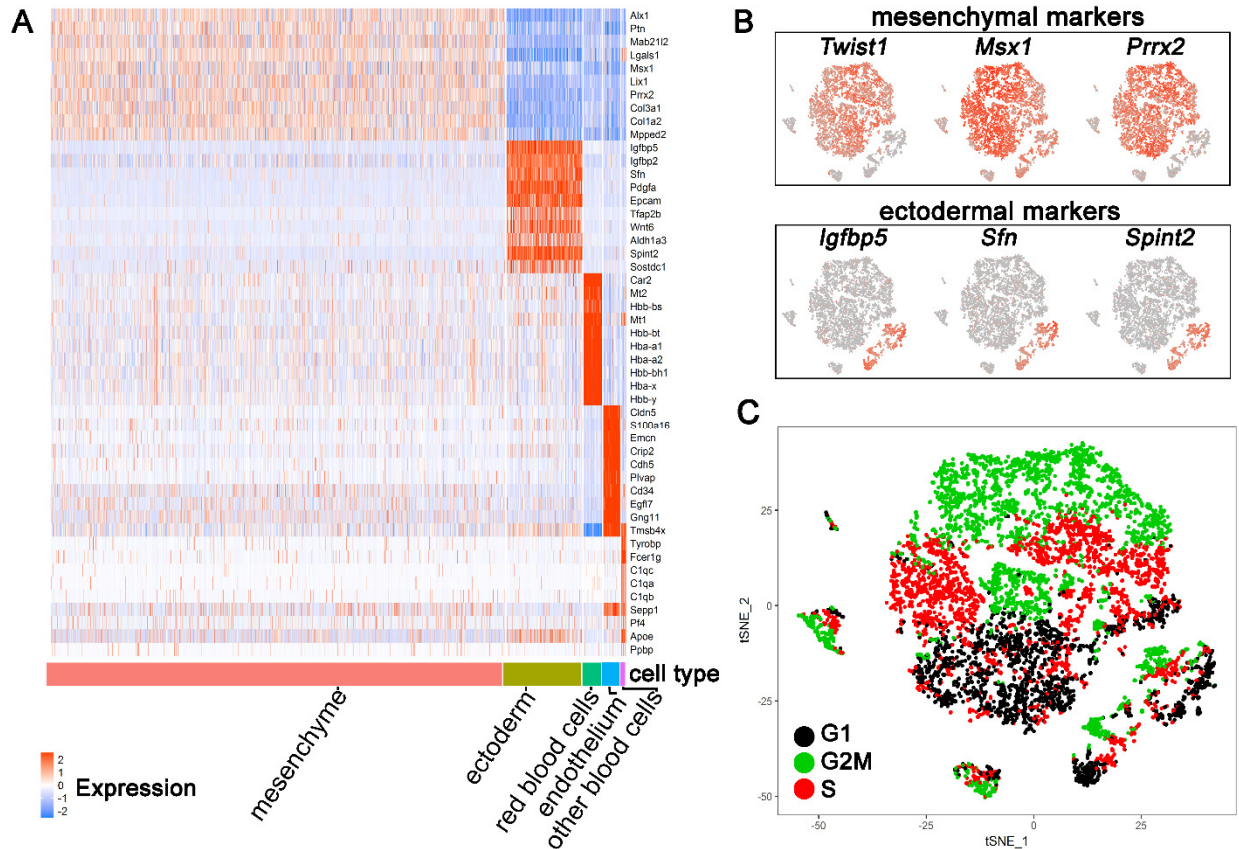 A
Alx1
Ptn
Mab21l2
Lgals1
Msx1
Lix1
Prrx2
Col3a1
Col1a2
Mpped2
Igfbp5
Igfbp2
Sfn
Pdgfa
Epcam
Tfap2b
Wnt6
Aldh1a3
Spint2
Sostdc1
Car2
Mt2
Hbb-bs
Mt1
Hbb-bt
Hba-a1
Hba-a2
Hbb-bh1
Hba-x
Hbb-y
Cldn5
S100a16
Emcn
Crip2
Cdh5
Plvap
Cd34
Egfl7
Gng11
Tmsb4x
Tyrobp
Fcer1g
C1qc
C1qa
C1qb
Sepp1
Pf4
Apoe
Ppbp
cell type
mesenchyme
ectoderm
red blood cells
endothelium
other blood cells
2
1
0
-1
-2
Expression
B
mesenchymal markers
Twist1 Msx1 Prrx2
ectodermal markers
Igfbp5 Sfn Spint2
C
25
0
-25
-50
tSNE_2
G1
G2M
S
-50 -25 0 25
tSNE_1